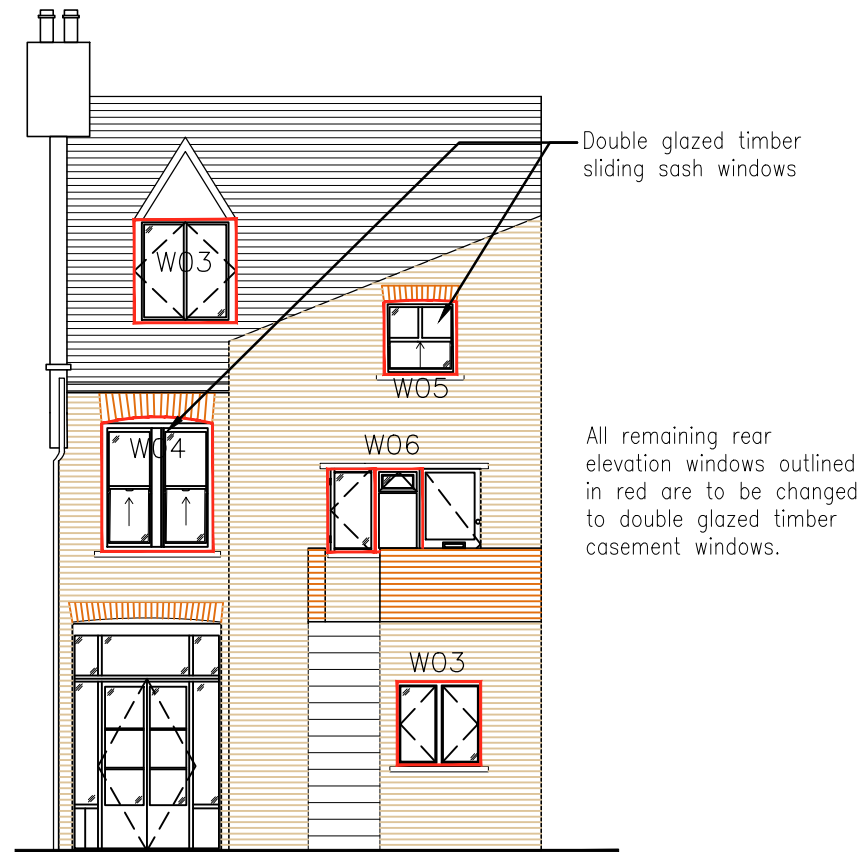 Double glazed timber
sliding sash windows
W03
W05
W04
W06
All remaining rear
elevation windows outlined
in red are to be changed
to double glazed timber
casement windows.
W03